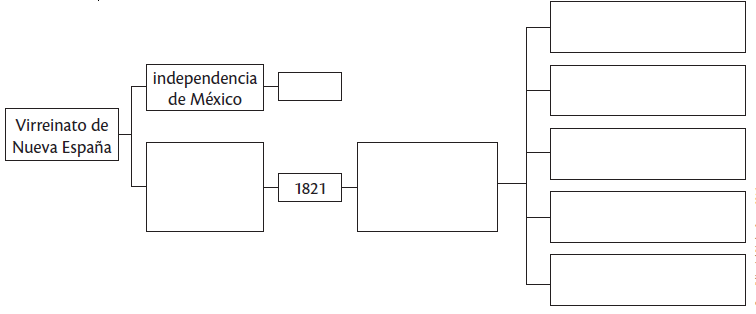 independencia
de México
Virreinato de
Nueva España
1821